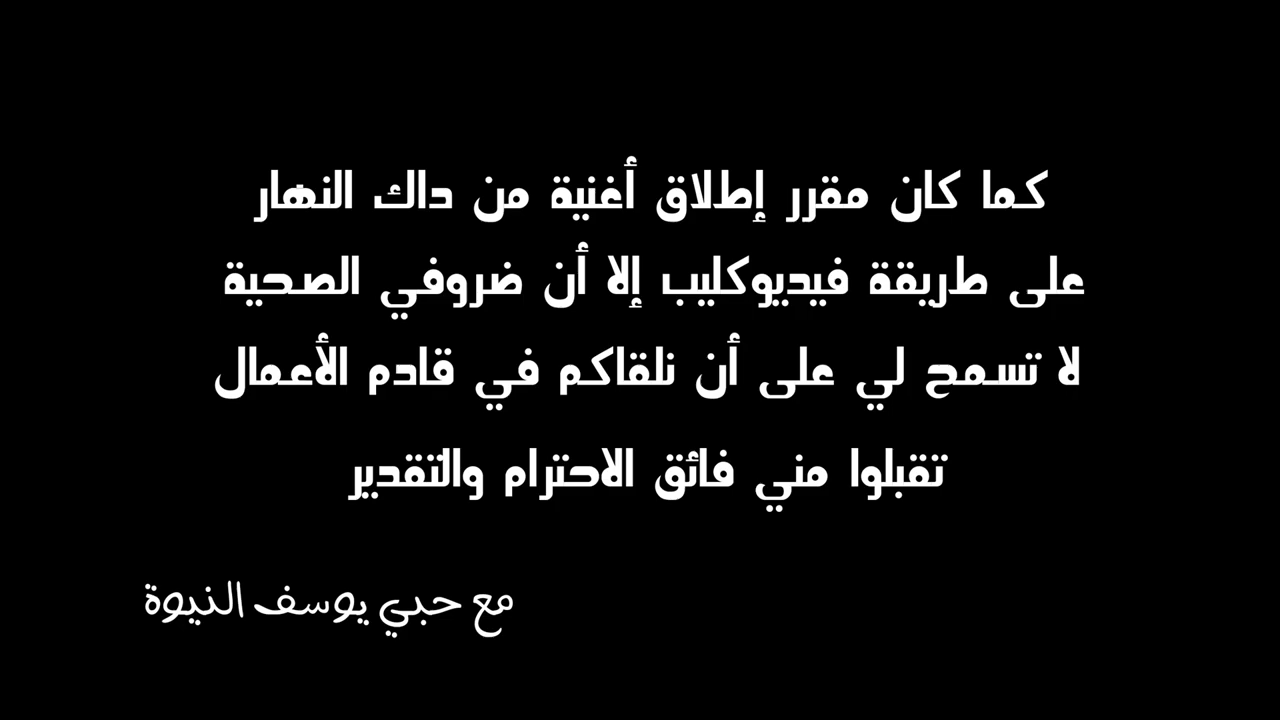 كما كان مقرر إطلاق أغنية من داك النهار
على طريقة فيديوكليب إلا أن ضروفي الصحية
لا تسمح لي على أن نلقاكم في قادم الأعمال
تقبلوا مني فائق الاحترام والتقدير
مع حبي يوسف النيوة